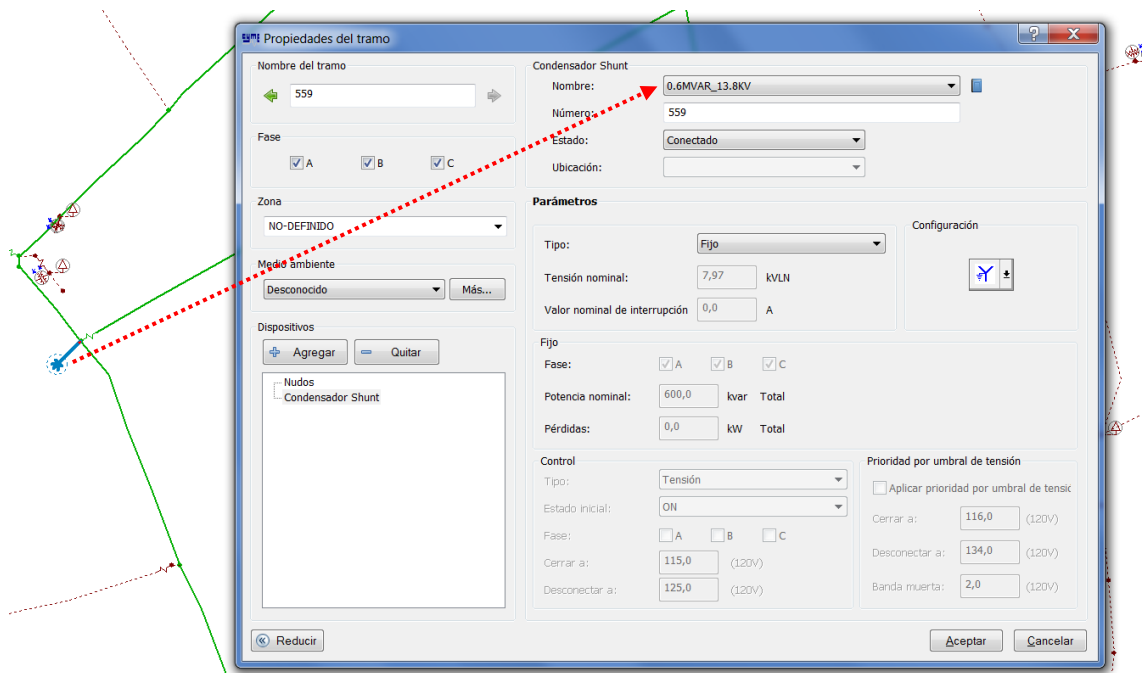 CYME Propiedades del tramo
Nombre del tramo
559
Fase
A B C
Zona
NO-DEFINIDO
Medio ambiente
Desconocido Más...
Dispositivos
Agregar Quitar
Nudos
Condensador Shunt
Condensador Shunt
Nombre: 0.6MVAR_13.8KV
Número: 559
Estado: Conectado
Ubicación:
Parámetros
Tipo: Fijo
Tensión nominal: 7,97 kVLN
Valor nominal de interrupción 0,0 A
Configuración
Fijo
Fase: A B C
Potencia nominal: 600,0 kvar Total
Pérdidas: 0,0 kW Total
Control
Tipo: Tensión
Estado inicial: ON
Fase: A B C
Cerrar a: 115,0 (120V)
Desconectar a: 125,0 (120V)
Prioridad por umbral de tensión
Aplicar prioridad por umbral de tensic
Cerrar a: 116,0 (120V)
Desconectar a: 134,0 (120V)
Banda muerta: 2,0 (120V)
Reducir Aceptar Cancelar